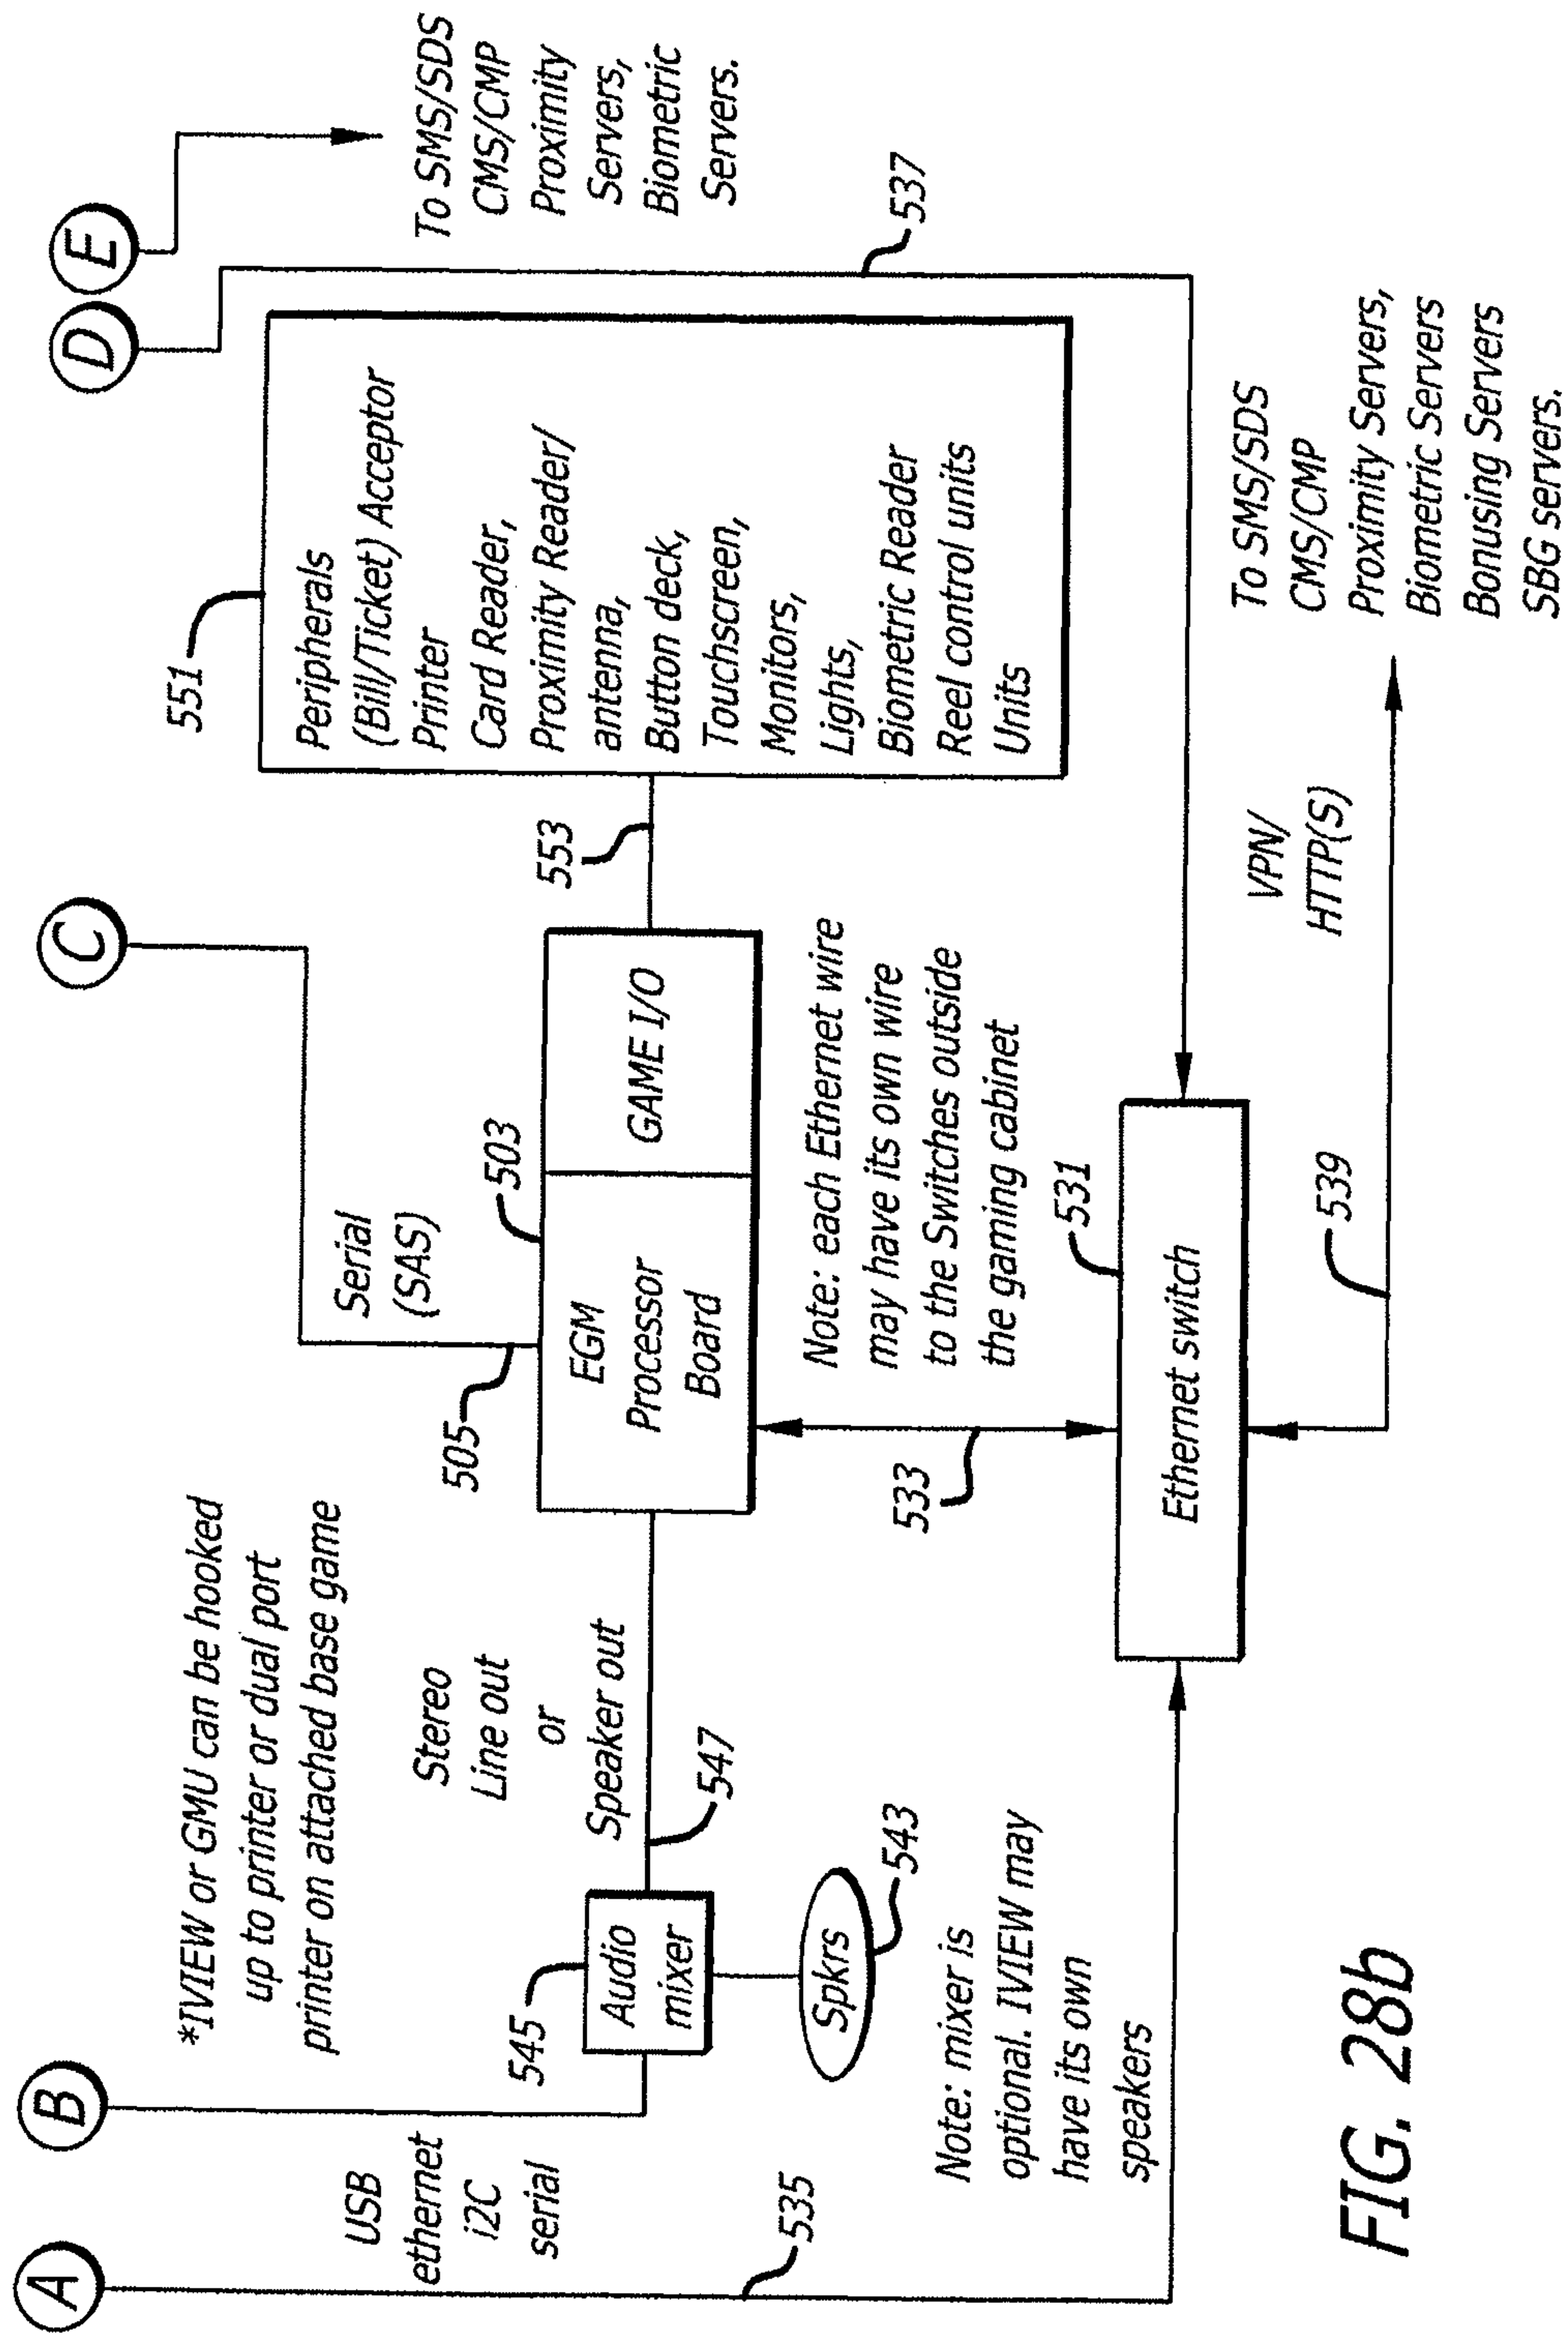 A
B
C
D
E
USB
ethernet
i2C
serial
535
*IVIEW or GMU can be hooked
up to printer or dual port
printer on attached base game
Serial
(SAS)
505
503
551
Peripherals
(Bill/Ticket) Acceptor
Printer
Card Reader,
Proximity Reader/
antenna,
Button deck,
Touchscreen,
Monitors,
Lights,
Biometric Reader
Reel control units
Units
To SMS/SDS
CMS/CMP
Proximity
Servers,
Biometric
Servers.
537
545
Audio
mixer
Stereo
Line out
or
Speaker out
547
EGM
Processor
Board
GAME I/O
553
Spkrs
543
Note: mixer is
optional. IVIEW may
have its own
speakers
533
Note: each Ethernet wire
may have its own wire
to the Switches outside
the gaming cabinet
531
Ethernet switch
539
VPN/
HTTP(S)
To SMS/SDS
CMS/CMP
Proximity Servers,
Biometric Servers
Bonusing Servers
SBG servers.
FIG. 28b